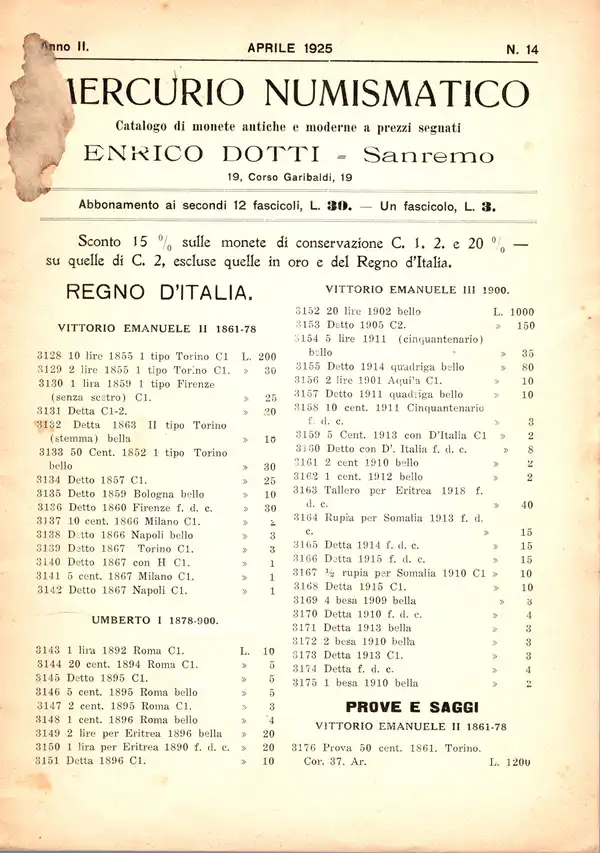 Anno II.
APRILE 1925
N. 14
MERCURIO NUMISMATICO
Catalogo di monete antiche e moderne a prezzi segnati
ENRICO DOTTI - Sanremo
19, Corso Garibaldi, 19
Abbonamento ai secondi 12 fascicoli, L. 30. — Un fascicolo, L. 3.
Sconto 15 % sulle monete di conservazione C. 1. 2. e 20 % —
su quelle di C. 2, escluse quelle in oro e del Regno d'Italia.
REGNO D'ITALIA.
VITTORIO EMANUELE II 1861-78
3128 10 lire 1855 1 tipo Torino C1 L. 200
3129 2 lire 1855 1 tipo Torino C1. » 30
3130 1 lira 1859 1 tipo Firenze
(senza scetro) C1. » 25
3131 Detta C1-2. » 20
3132 Detta 1863 II tipo Torino
(stemma) bella » 15
3133 50 Cent. 1852 1 tipo Torino
bello » 30
3134 Detto 1857 C1. » 25
3135 Detto 1859 Bologna bello » 10
3136 Detto 1860 Firenze f. d. c. » 30
3137 10 cent. 1866 Milano C1. » 2
3138 Detto 1866 Napoli bello » 3
3139 Detto 1867 Torino C1. » 3
3140 Detto 1867 con H C1. » 1
3141 5 cent. 1867 Milano C1. » 1
3142 Detto 1867 Napoli C1. » 1
UMBERTO I 1878-900.
3143 1 lira 1892 Roma C1. L. 10
3144 20 cent. 1894 Roma C1. » 5
3145 Detto 1895 C1. » 5
3146 5 cent. 1895 Roma bello » 5
3147 2 cent. 1895 Roma C1. » 3
3148 1 cent. 1896 Roma bello » 4
3149 2 lire per Eritrea 1896 bella » 20
3150 1 lira per Eritrea 1890 f. d. c. » 20
3151 Detta 1896 C1. » 10
VITTORIO EMANUELE III 1900.
3152 20 lire 1902 bello L. 1000
3153 Detto 1905 C2. » 150
3154 5 lire 1911 (cinquantenario)
bello » 35
3155 Detto 1914 quadriga bello » 80
3156 2 lire 1901 Aquila C1. » 10
3157 Detto 1911 quadriga bello » 10
3158 10 cent. 1911 Cinquantenario
f. d. c. » 3
3159 5 Cent. 1913 con D'Italia C1 » 2
3160 Detto con D'. Italia f. d. c. » 8
3161 2 cent 1910 bello » 2
3162 1 cent. 1912 bello » 2
3163 Tallero per Eritrea 1918 f.
d. c. » 40
3164 Rupia per Somalia 1913 f. d.
c. » 15
3165 Detta 1914 f. d. c. » 15
3166 Detta 1915 f. d. c. » 15
3167 ½ rupia per Somalia 1910 C1 » 10
3168 Detta 1915 C1. » 10
3169 4 besa 1909 bella » 3
3170 Detta 1910 f. d. c. » 4
3171 Detta 1913 bella » 3
3172 2 besa 1910 bella » 3
3173 Detta 1913 C1. » 3
3174 Detta f. d. c. » 4
3175 1 besa 1910 bella » 2
PROVE E SAGGI
VITTORIO EMANUELE II 1861-78
3176 Prova 50 cent. 1861. Torino.
Cor. 37. Ar. L. 1200